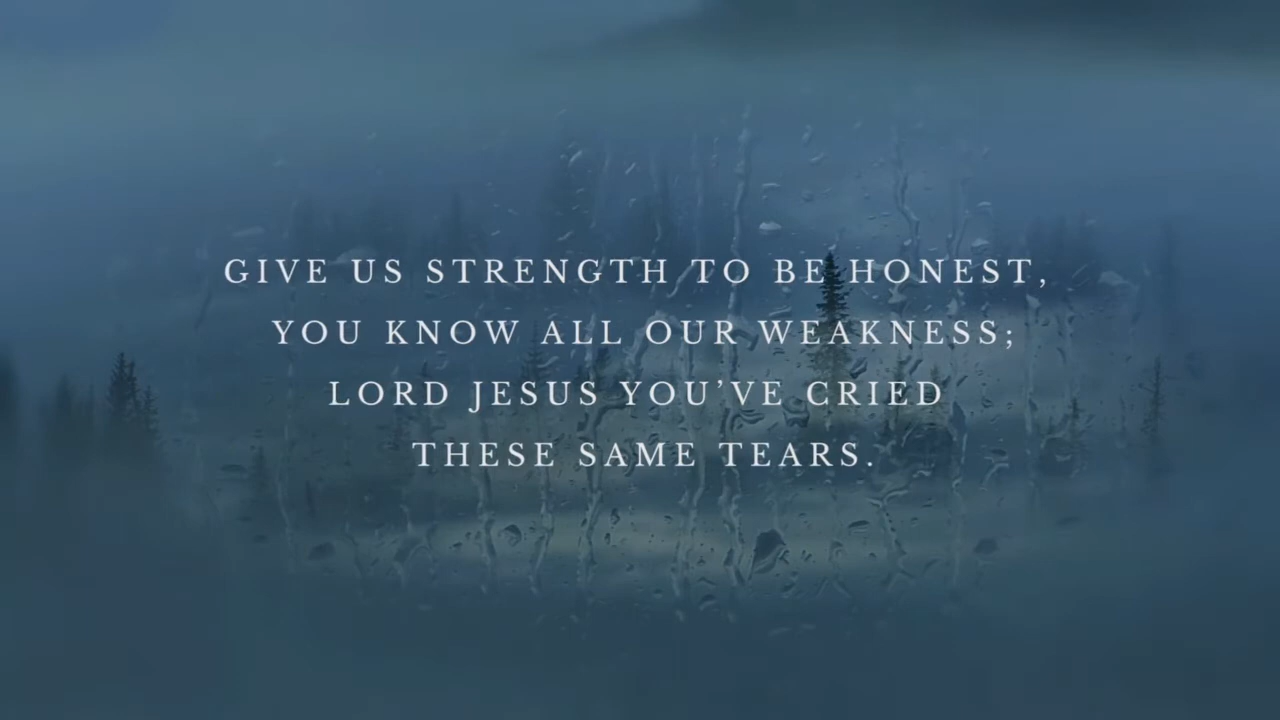 GIVE US STRENGTH TO BE HONEST,
YOU KNOW ALL OUR WEAKNESS;
LORD JESUS YOU’VE CRIED
THESE SAME TEARS.